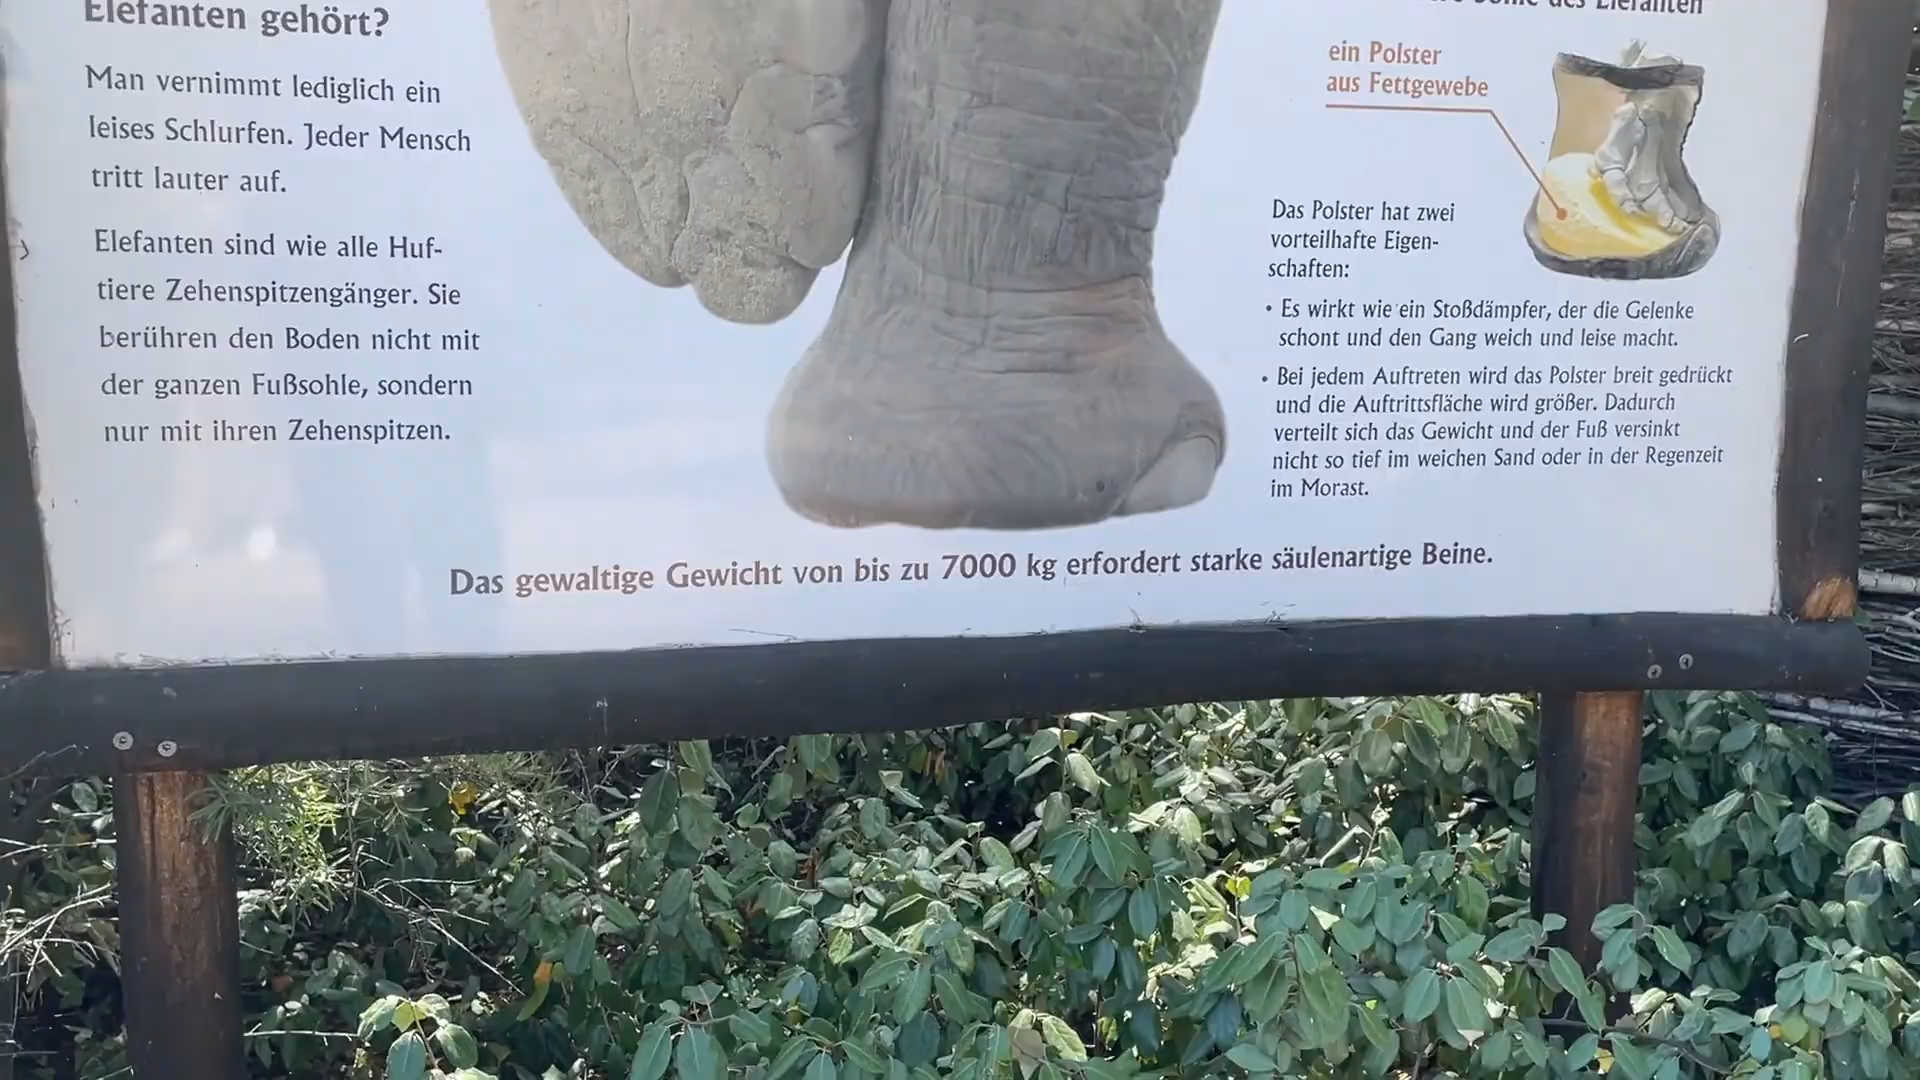 Elefanten gehört?
Man vernimmt lediglich ein
leises Schlurfen. Jeder Mensch
tritt lauter auf.
Elefanten sind wie alle Huf-
tiere Zehenspitzengänger. Sie
berühren den Boden nicht mit
der ganzen Fußsohle, sondern
nur mit ihren Zehenspitzen.
Sohle des Elefanten
ein Polster
aus Fettgewebe
Das Polster hat zwei
vorteilhafte Eigen-
schaften:
• Es wirkt wie ein Stoßdämpfer, der die Gelenke
schont und den Gang weich und leise macht.
• Bei jedem Auftreten wird das Polster breit gedrückt
und die Auftrittsfläche wird größer. Dadurch
verteilt sich das Gewicht und der Fuß versinkt
nicht so tief im weichen Sand oder in der Regenzeit
im Morast.
Das gewaltige Gewicht von bis zu 7000 kg erfordert starke säulenartige Beine.